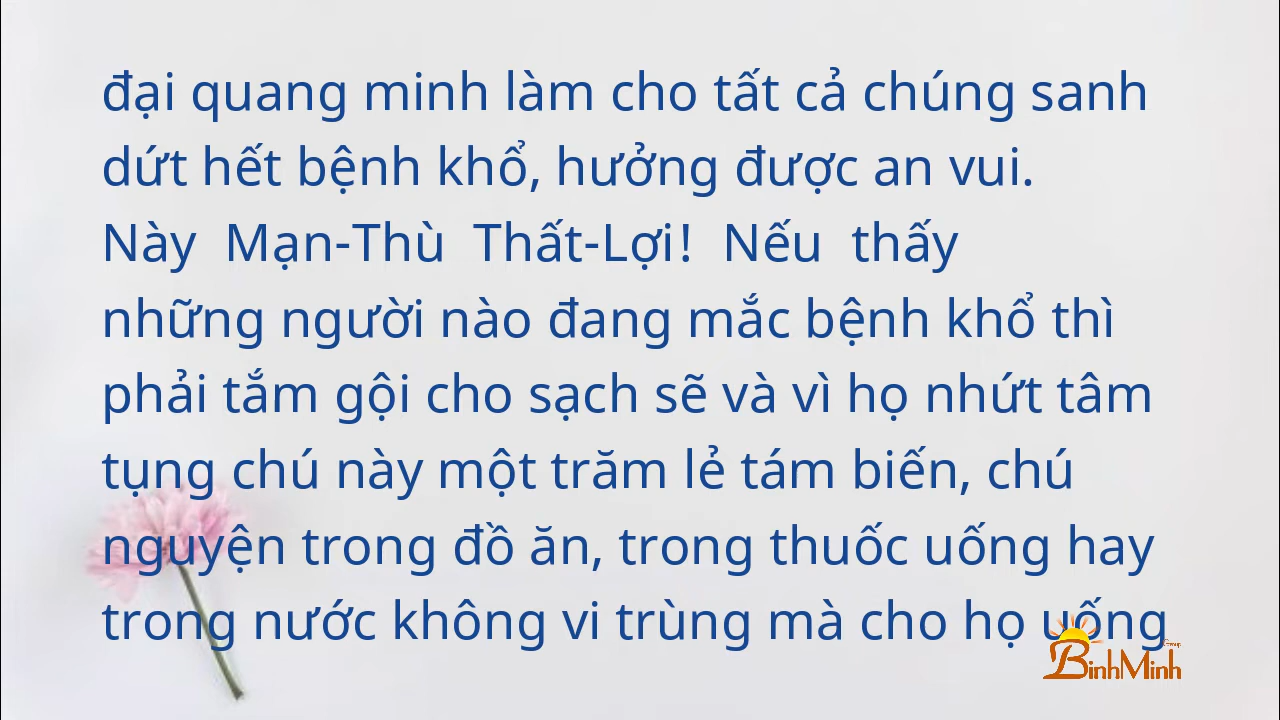 đại quang minh làm cho tất cả chúng sanh
dứt hết bệnh khổ, hưởng được an vui.
Này Mạn-Thù Thất-Lợi! Nếu thấy
những người nào đang mắc bệnh khổ thì
phải tắm gội cho sạch sẽ và vì họ nhứt tâm
tụng chú này một trăm lẻ tám biến, chú
nguyện trong đồ ăn, trong thuốc uống hay
trong nước không vi trùng mà cho họ uống
Group
BinhMinh